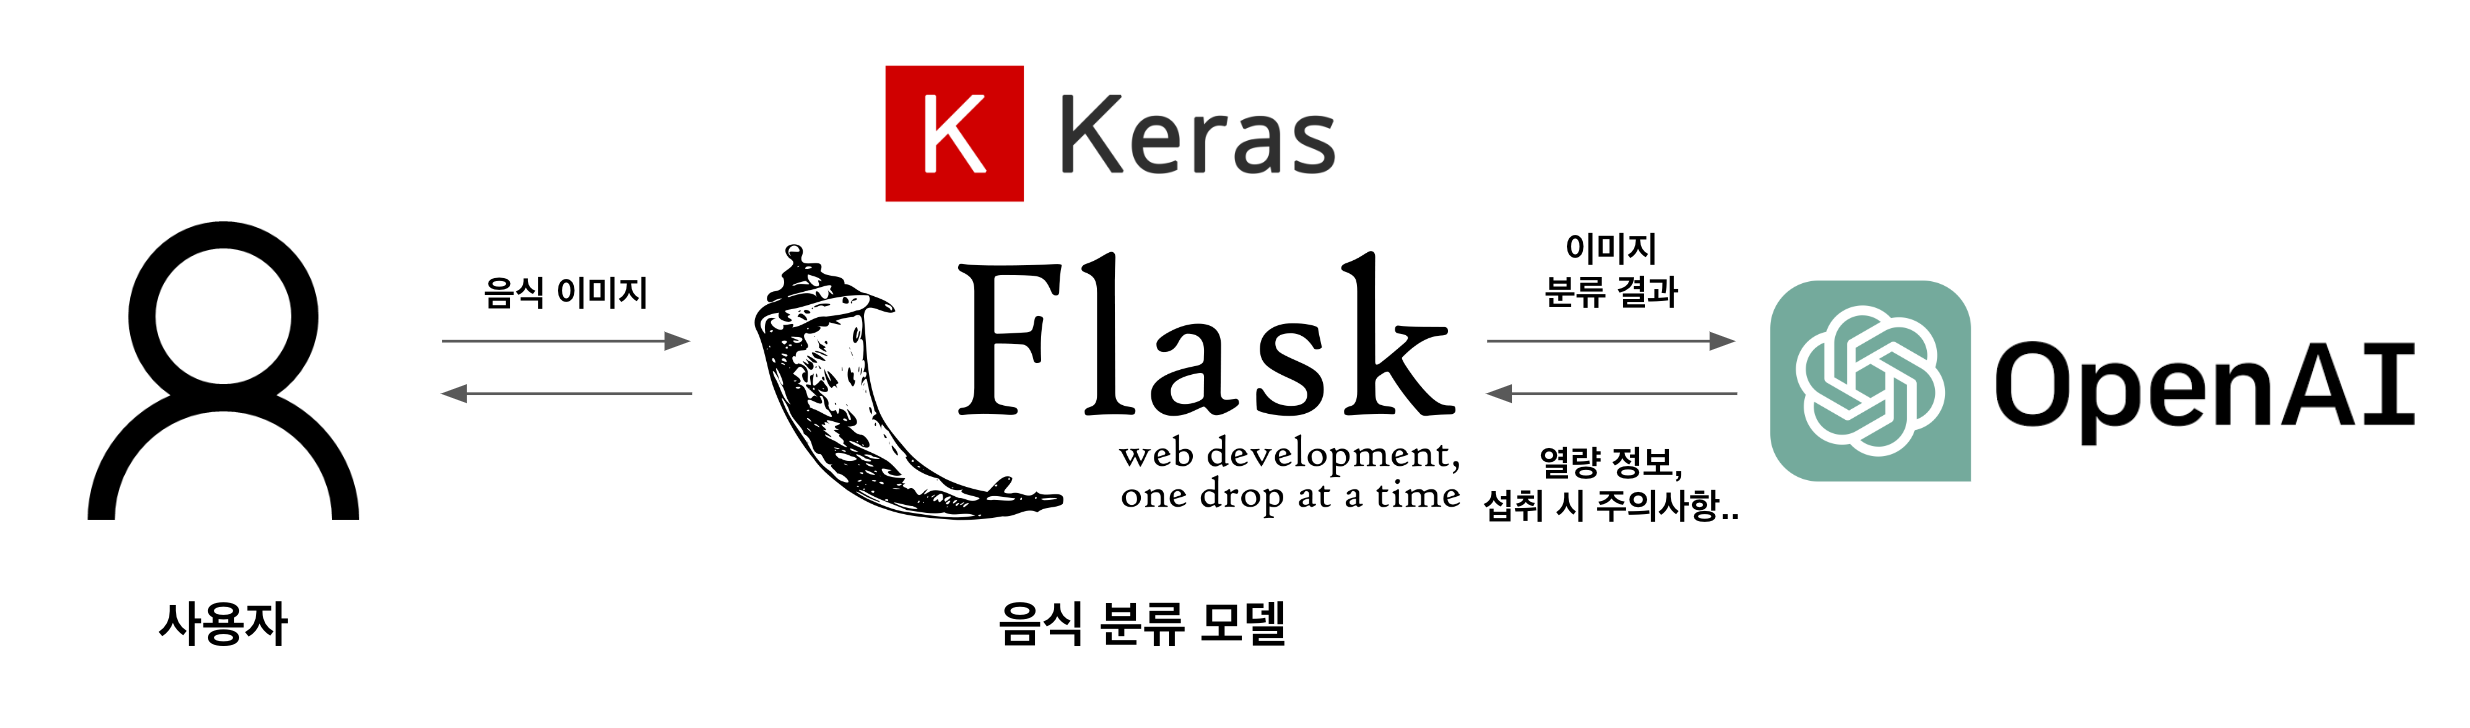 K Keras
음식 이미지
Flask
web development,
one drop at a time
이미지
분류 결과
열량 정보,
섭취 시 주의사항..
OpenAI
사용자
음식 분류 모델